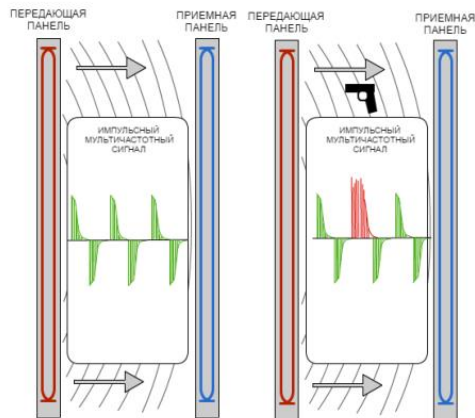 ПЕРЕДАЮЩАЯ
ПАНЕЛЬ
ПРИЕМНАЯ
ПАНЕЛЬ
ИМПУЛЬСНЫЙ
МУЛЬТИЧАСТОТНЫЙ
СИГНАЛ
ПЕРЕДАЮЩАЯ
ПАНЕЛЬ
ПРИЕМНАЯ
ПАНЕЛЬ
ИМПУЛЬСНЫЙ
МУЛЬТИЧАСТОТНЫЙ
СИГНАЛ